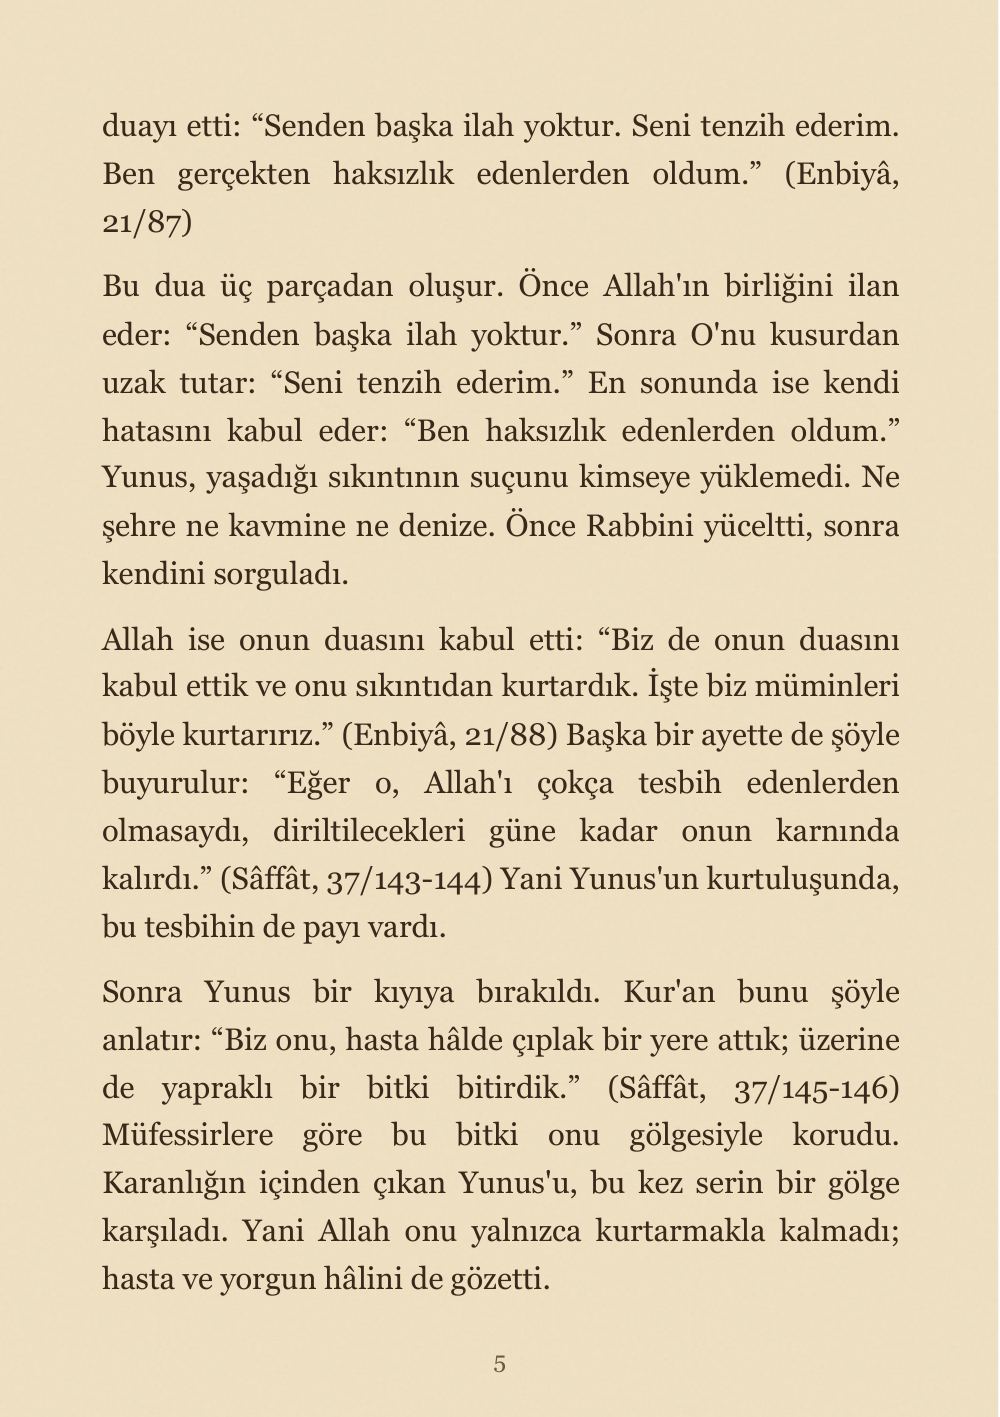 duayı etti: “Senden başka ilah yoktur. Seni tenzih ederim.
Ben gerçekten haksızlık edenlerden oldum.” (Enbiyâ,
21/87)
Bu dua üç parçadan oluşur. Önce Allah'ın birliğini ilan
eder: “Senden başka ilah yoktur.” Sonra O'nu kusurdan
uzak tutar: “Seni tenzih ederim.” En sonunda ise kendi
hatasını kabul eder: “Ben haksızlık edenlerden oldum.”
Yunus, yaşadığı sıkıntının suçunu kimseye yüklemedi. Ne
şehre ne kavmine ne denize. Önce Rabbini yüceltti, sonra
kendini sorguladı.
Allah ise onun duasını kabul etti: “Biz de onun duasını
kabul ettik ve onu sıkıntıdan kurtardık. İşte biz müminleri
böyle kurtarırız.” (Enbiyâ, 21/88) Başka bir ayette de şöyle
buyurulur: “Eğer o, Allah'ı çokça tesbih edenlerden
olmasaydı, diriltilecekleri güne kadar onun karnında
kalırdı.” (Sâffât, 37/143-144) Yani Yunus'un kurtuluşunda,
bu tesbihin de payı vardı.
Sonra Yunus bir kıyıya bırakıldı. Kur'an bunu şöyle
anlatır: “Biz onu, hasta hâlde çıplak bir yere attık; üzerine
de yapraklı bir bitki bitirdik.” (Sâffât, 37/145-146)
Müfessirlere göre bu bitki onu gölgesiyle korudu.
Karanlığın içinden çıkan Yunus'u, bu kez serin bir gölge
karşıladı. Yani Allah onu yalnızca kurtarmakla kalmadı;
hasta ve yorgun hâlini de gözetti.
5